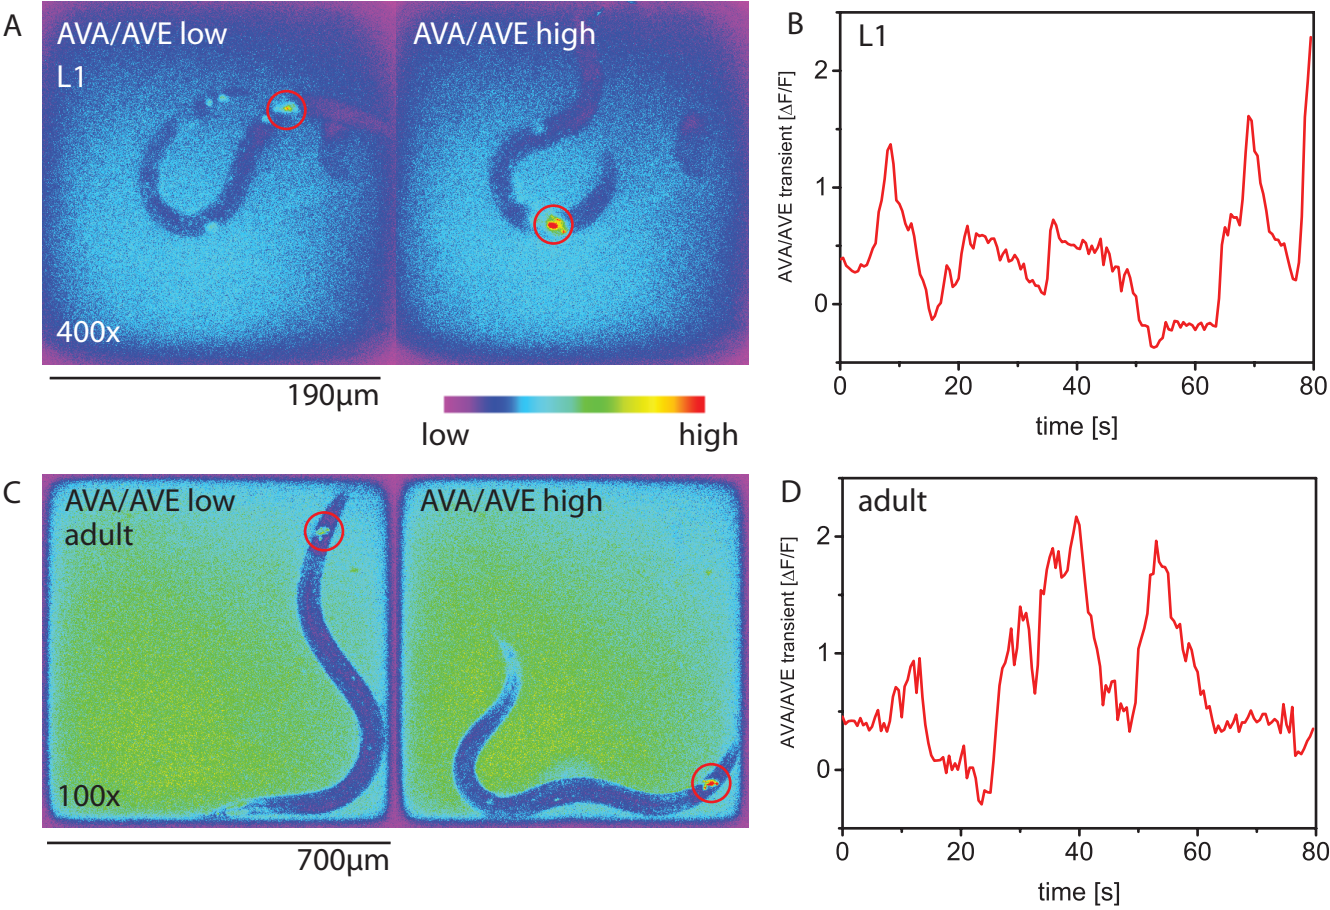 A
AVA/AVE low
L1
400x
AVA/AVE high
190µm
low
high
B
L1
AVA/AVE transient [ΔF/F]
2
1
0
0
20
40
60
80
time [s]
C
AVA/AVE low
adult
100x
AVA/AVE high
700µm
D
adult
AVA/AVE transient [ΔF/F]
2
1
0
0
20
40
60
80
time [s]